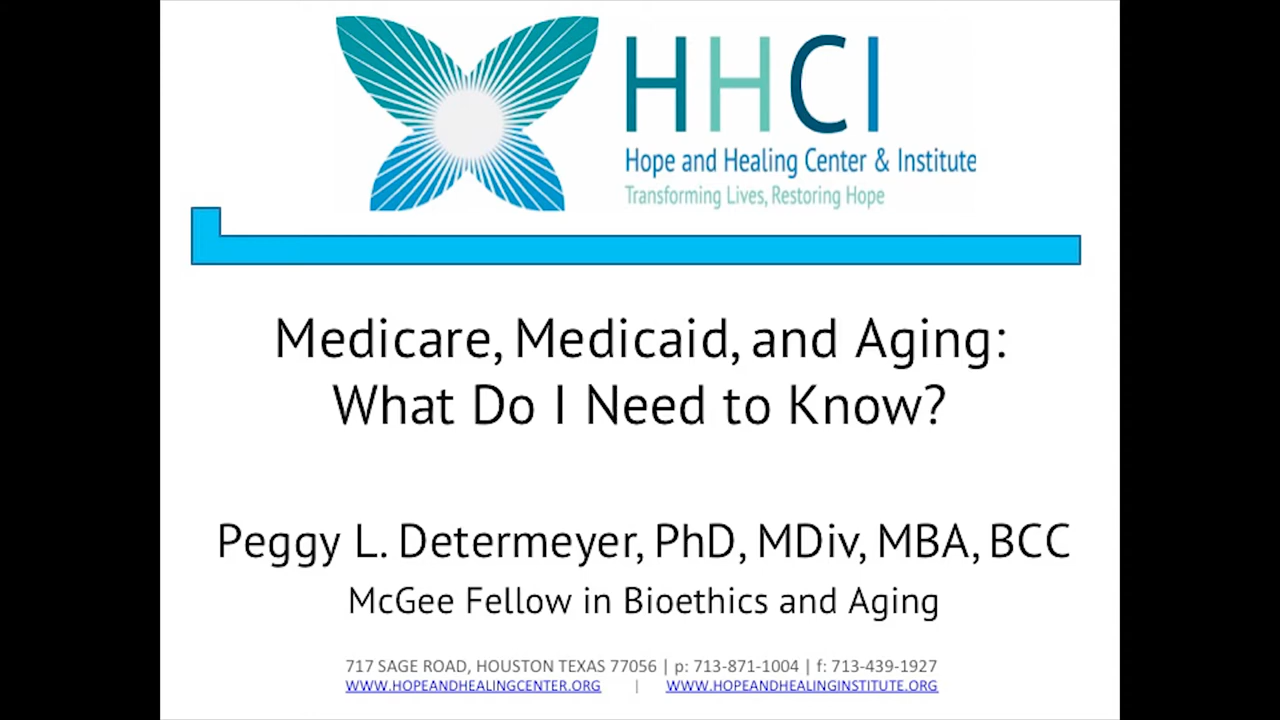 HHCI
Hope and Healing Center & Institute
Transforming Lives, Restoring Hope
Medicare, Medicaid, and Aging:
What Do I Need to Know?
Peggy L. Determeyer, PhD, MDiv, MBA, BCC
McGee Fellow in Bioethics and Aging
717 SAGE ROAD, HOUSTON TEXAS 77056 | p: 713-871-1004 | f: 713-439-1927
WWW.HOPEANDHEALINGCENTER.ORG | WWW.HOPEANDHEALINGINSTITUTE.ORG